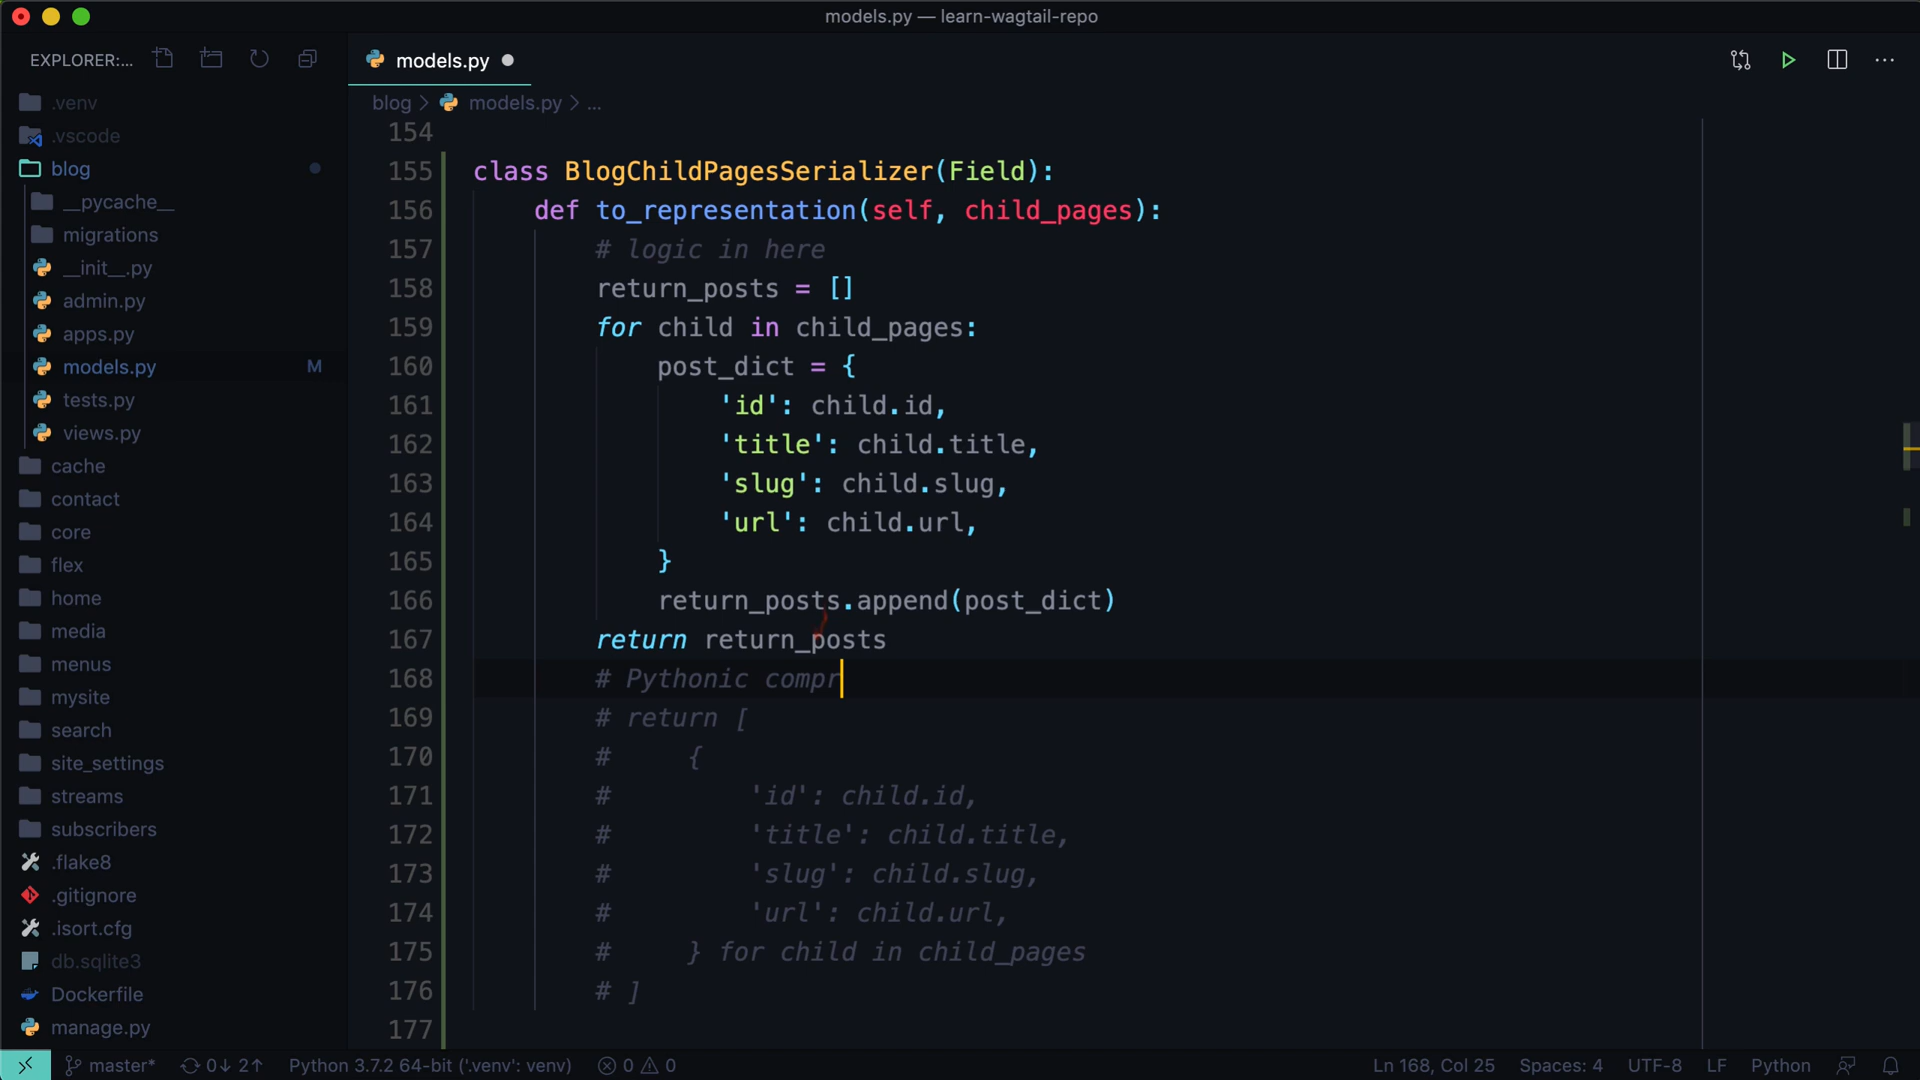 models.py — learn-wagtail-repo
EXPLORER:...
models.py
blog > models.py > ...
.venv
.vscode
blog
__pycache__
migrations
__init__.py
admin.py
apps.py
models.py M
tests.py
views.py
cache
contact
core
flex
home
media
menus
mysite
search
site_settings
streams
subscribers
.flake8
.gitignore
.isort.cfg
db.sqlite3
Dockerfile
manage.py
154
155 class BlogChildPagesSerializer(Field):
156 def to_representation(self, child_pages):
157 # logic in here
158 return_posts = []
159 for child in child_pages:
160 post_dict = {
161 'id': child.id,
162 'title': child.title,
163 'slug': child.slug,
164 'url': child.url,
165 }
166 return_posts.append(post_dict)
167 return return_posts
168 # Pythonic compr
169 # return [
170 # {
171 # 'id': child.id,
172 # 'title': child.title,
173 # 'slug': child.slug,
174 # 'url': child.url,
175 # } for child in child_pages
176 # ]
177
master* 0↓ 2↑ Python 3.7.2 64-bit ('.venv': venv) 0 0 Ln 168, Col 25 Spaces: 4 UTF-8 LF Python